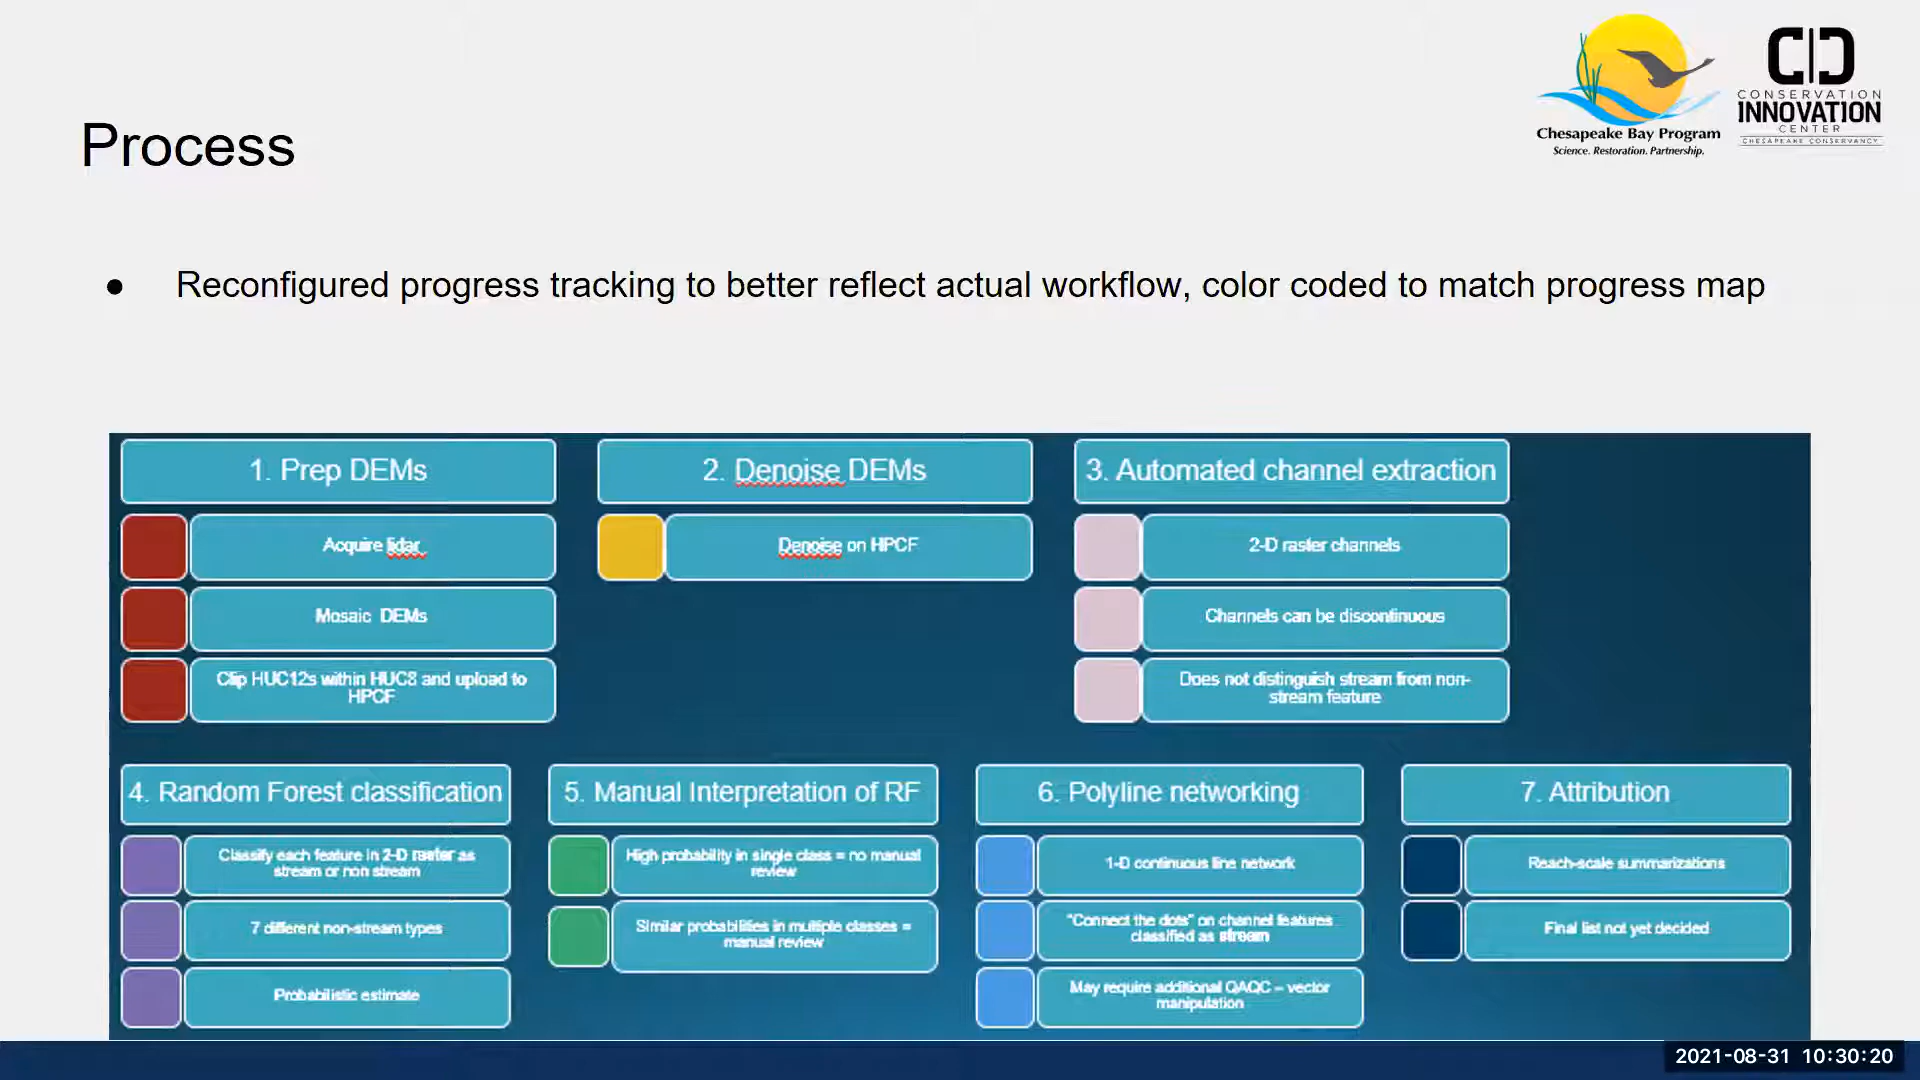 Chesapeake Bay Program
Science. Restoration. Partnership.
CONSERVATION
INNOVATION
CENTER
CHESAPEAKE CONSERVANCY
Process
● Reconfigured progress tracking to better reflect actual workflow, color coded to match progress map
1. Prep DEMs
Acquire lidar
Mosaic DEMs
Clip HUC12s within HUC8 and upload to
HPCF
2. Denoise DEMs
Denoise on HPCF
3. Automated channel extraction
2-D raster channels
Channels can be discontinuous
Does not distinguish stream from non-
stream feature
4. Random Forest classification
Classify each feature in 2-D raster as
stream or non stream
7 different non-stream types
Probabilistic estimate
5. Manual Interpretation of RF
High probability in single class = no manual
review
Similar probabilities in multiple classes =
manual review
6. Polyline networking
1-D continuous line network
"Connect the dots" on channel features
classified as stream
May require additional QAQC – vector
manipulation
7. Attribution
Reach-scale summarizations
Final list not yet decided
2021-08-31 10:30:20